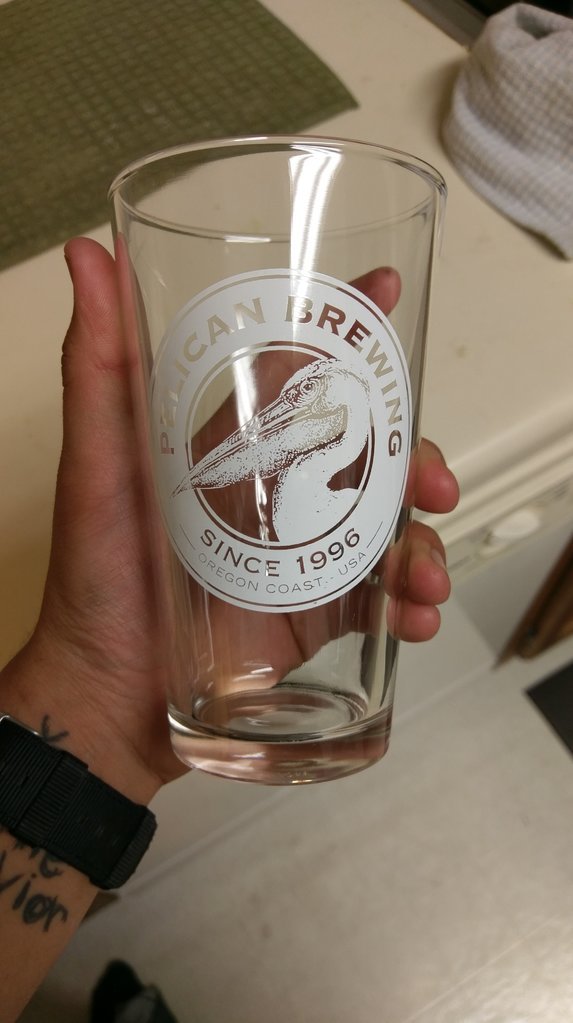 PELICAN BREWING
SINCE 1996
OREGON COAST - USA